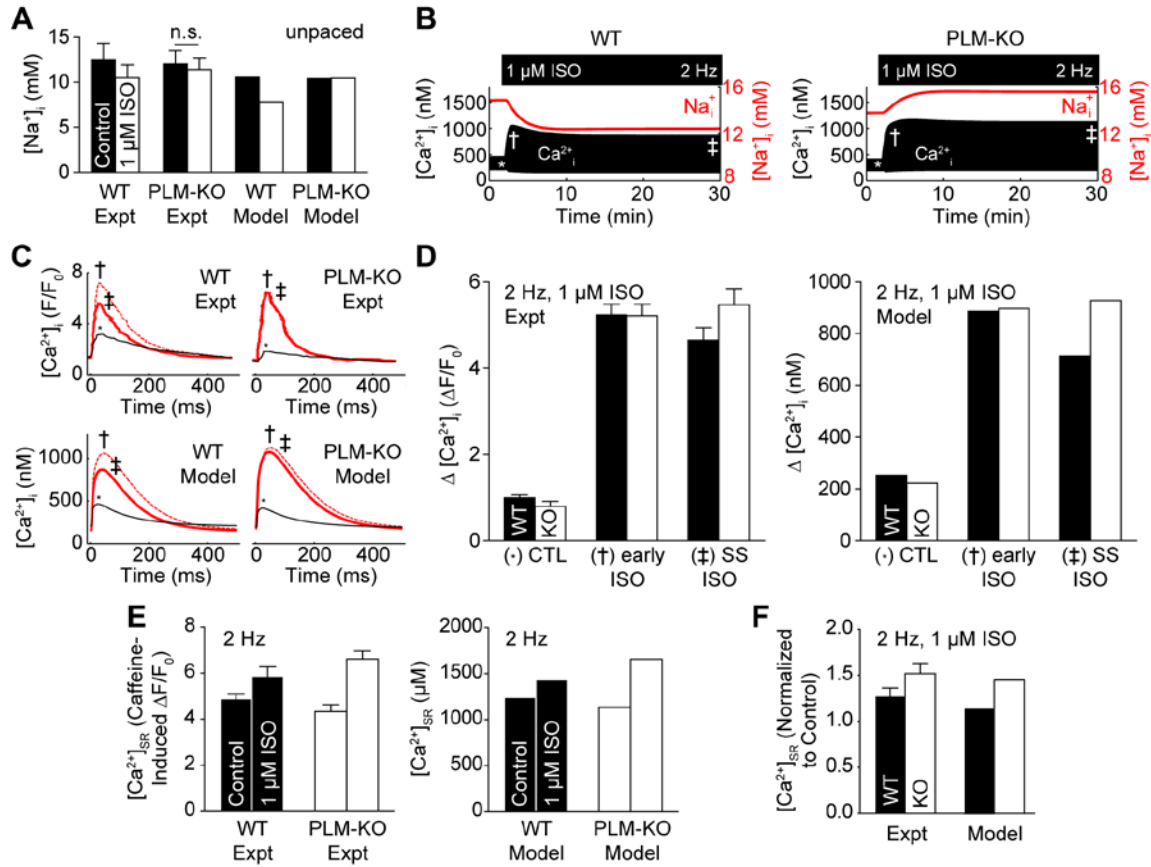 A
[Na⁺]ᵢ (mM)
15
10
5
0
n.s.
unpaced
Control
1 µM ISO
WT PLM-KO WT PLM-KO
Expt Expt Model Model
B
WT
1 µM ISO 2 Hz
[Ca²⁺]ᵢ (nM)
1500
1000
500
0
Na⁺ᵢ
Ca²⁺ᵢ
* † ‡
16
12
8
[Na⁺]ᵢ (mM)
0 10 20 30
Time (min)
PLM-KO
1 µM ISO 2 Hz
[Ca²⁺]ᵢ (nM)
1500
1000
500
0
Na⁺ᵢ
Ca²⁺ᵢ
* † ‡
16
12
8
[Na⁺]ᵢ (mM)
0 10 20 30
Time (min)
C
[Ca²⁺]ᵢ (F/F₀)
8
4
0
† ‡ *
WT
Expt
0 200 400
Time (ms)
† ‡ *
PLM-KO
Expt
0 200 400
Time (ms)
[Ca²⁺]ᵢ (nM)
1000
500
0
† ‡ *
WT
Model
0 200 400
Time (ms)
† ‡ *
PLM-KO
Model
0 200 400
Time (ms)
D
Δ [Ca²⁺]ᵢ (ΔF/F₀)
6
4
2
0
2 Hz, 1 µM ISO
Expt
WT
KO
(*) CTL (†) early (‡) SS
ISO ISO
Δ [Ca²⁺]ᵢ (nM)
1000
800
600
400
200
0
2 Hz, 1 µM ISO
Model
WT
KO
(*) CTL (†) early (‡) SS
ISO ISO
E
[Ca²⁺]SR (Caffeine-
Induced ΔF/F₀)
8
6
4
2
0
2 Hz
Control
1 µM ISO
WT PLM-KO
Expt Expt
[Ca²⁺]SR (µM)
2000
1500
1000
500
0
2 Hz
Control
1 µM ISO
WT PLM-KO
Model Model
F
[Ca²⁺]SR (Normalized
to Control)
2.0
1.5
1.0
0.5
0.0
2 Hz, 1 µM ISO
WT
KO
Expt Model